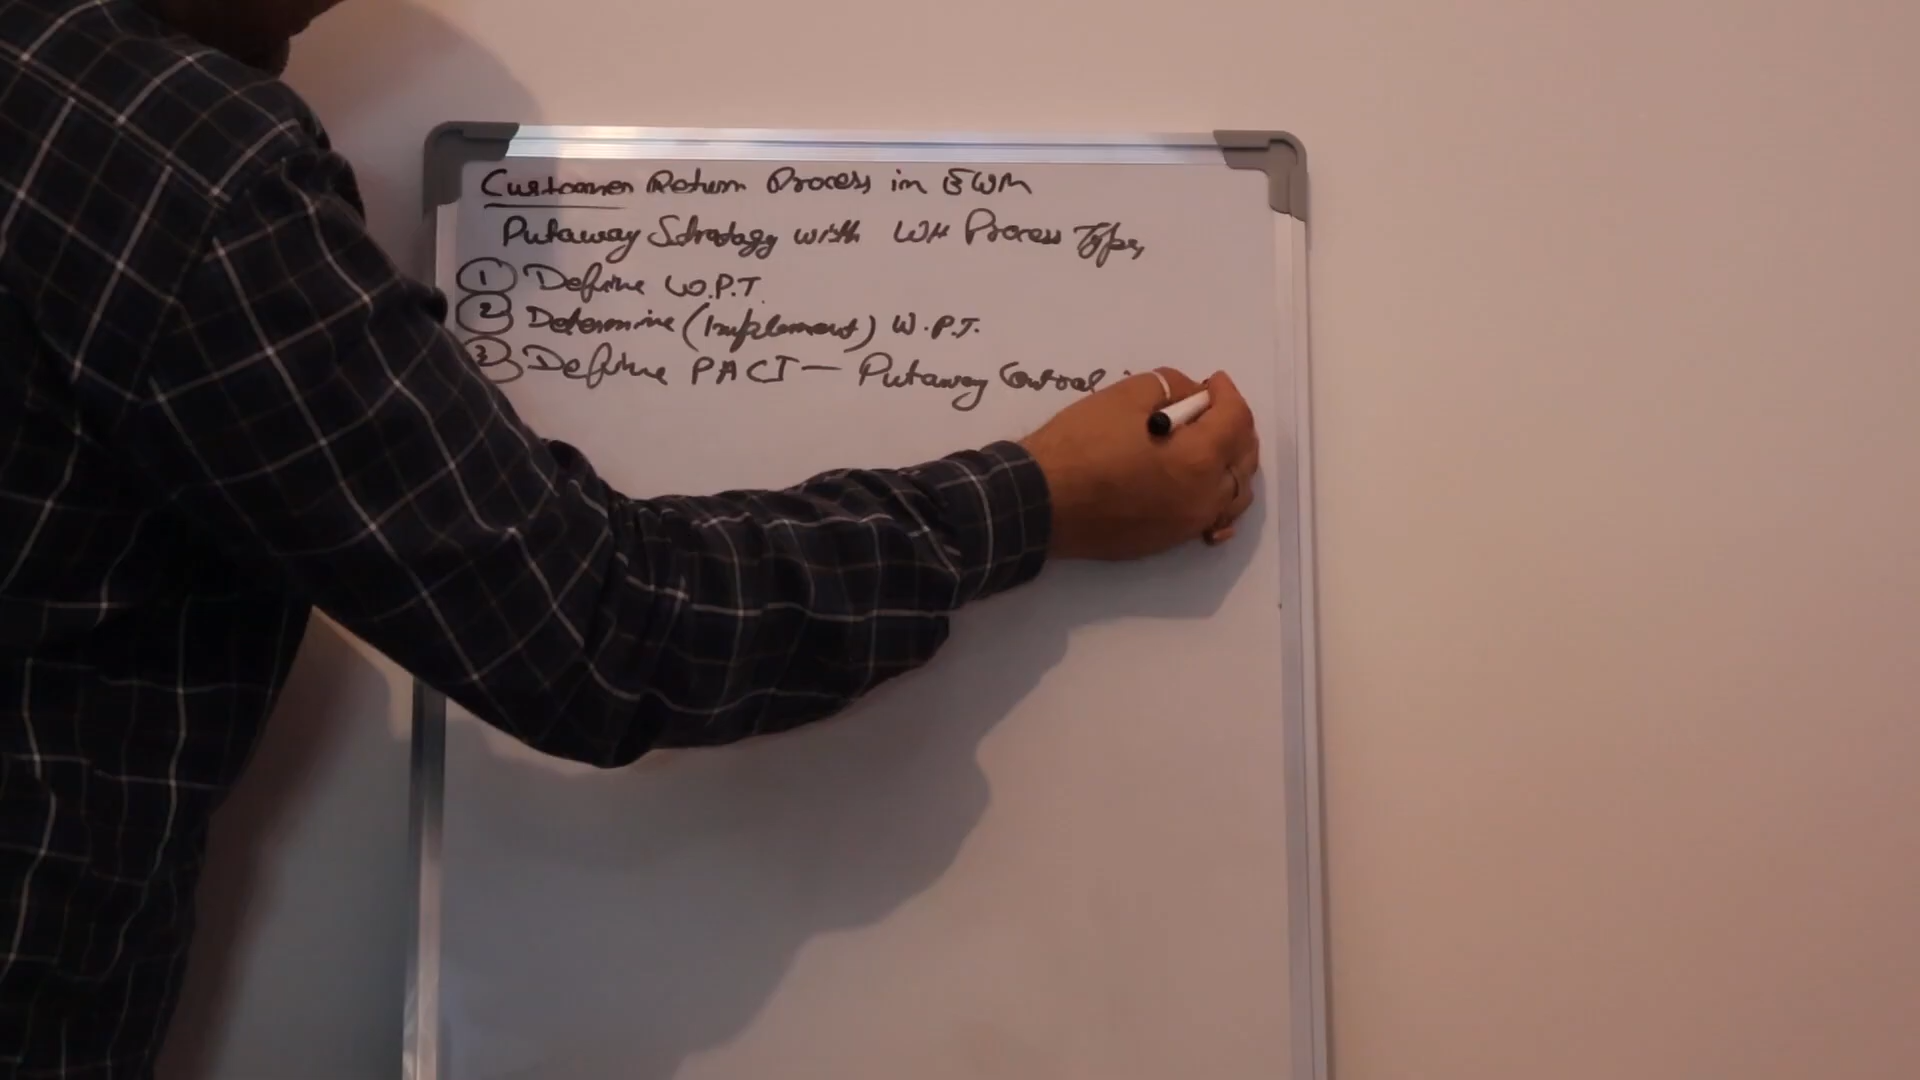 Customer Return Process in EWM
Putaway Strategy with WH Process Type,
① Define W.P.T.
② Determine (Implement) W.P.T.
③ Define PACI — Putaway Control